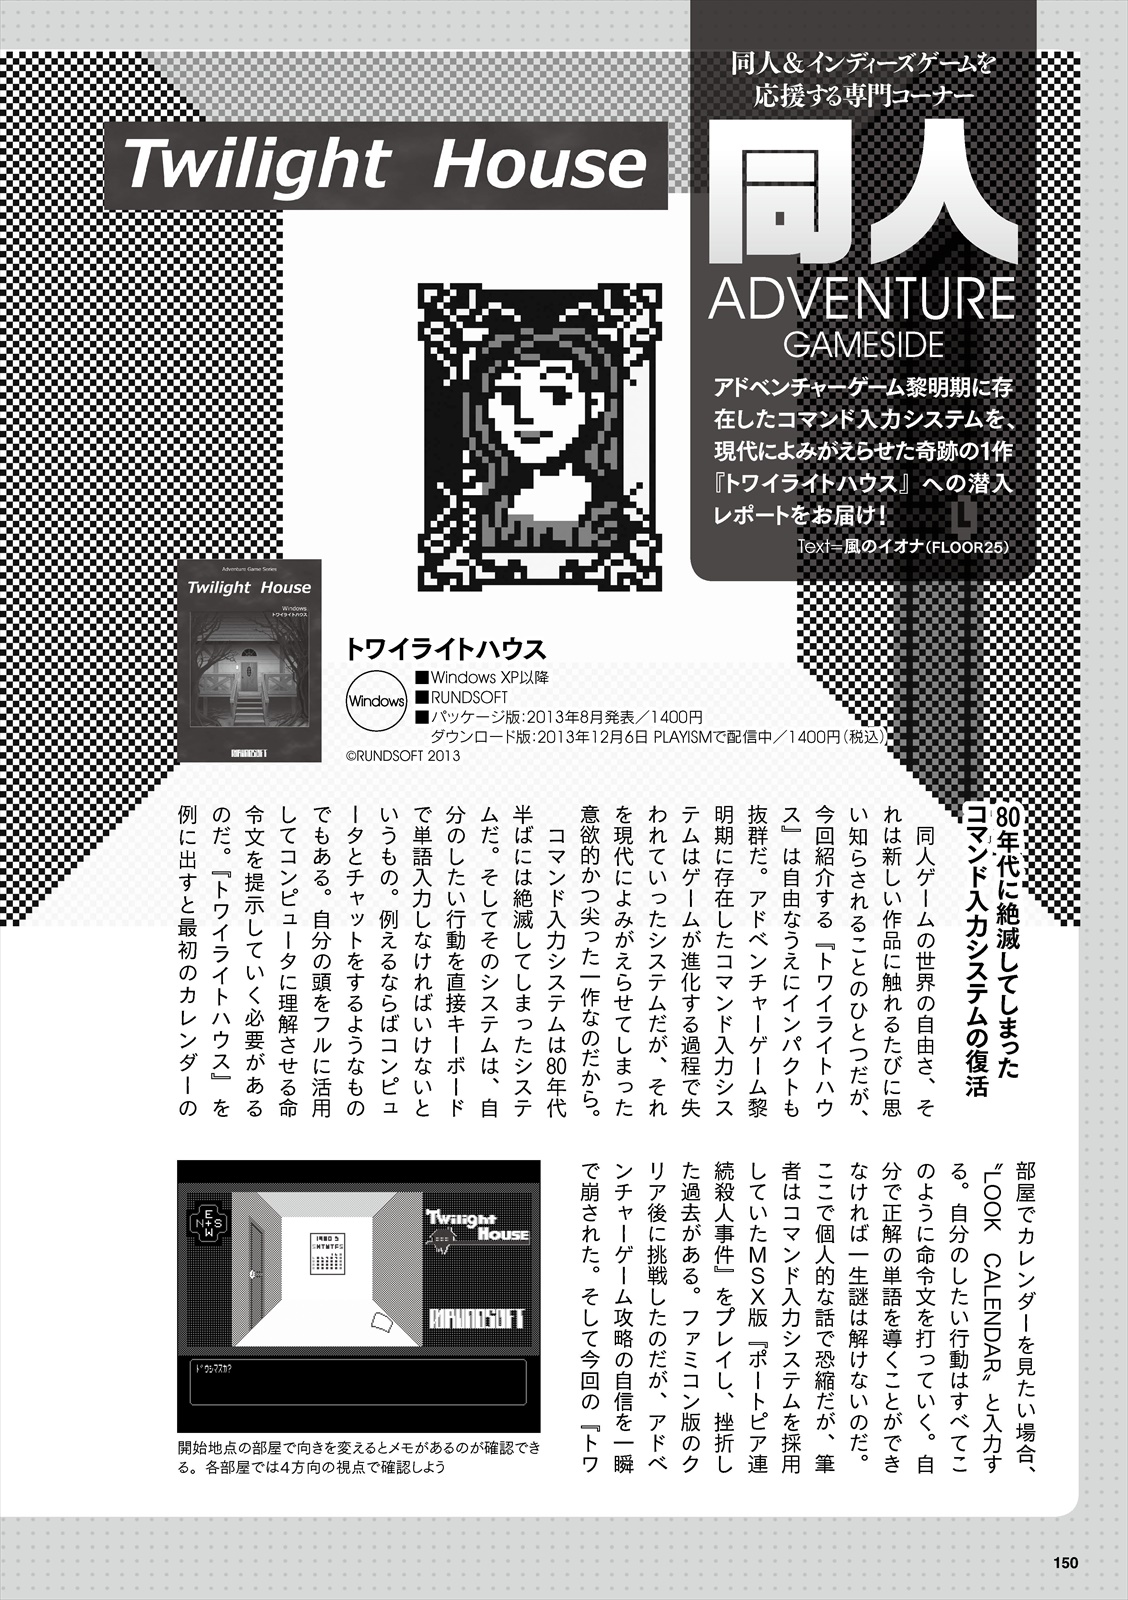 同人&インディーズゲームを
応援する専門コーナー
同人
ADVENTURE
GAMESIDE
アドベンチャーゲーム黎明期に存
在したコマンド入力システムを、
現代によみがえらせた奇跡の1作
『トワイライトハウス』への潜入
レポートをお届け!
Text=風のイオナ(FLOOR25)
Twilight House
Adventure Game Series
Twilight House
Windows
トワイライトハウス
RUNDSOFT
トワイライトハウス
Windows
■Windows XP以降
■RUNDSOFT
■パッケージ版:2013年8月発表/1400円
ダウンロード版:2013年12月6日 PLAYISMで配信中/1400円(税込)
©RUNDSOFT 2013
80年代に絶滅してしまった
コマンド入力システムの復活
同人ゲームの世界の自由さ、そ
れは新しい作品に触れるたびに思
い知らされることのひとつだが、
今回紹介する『トワイライトハウ
ス』は自由なうえにインパクトも
抜群だ。アドベンチャーゲーム黎
明期に存在したコマンド入力シス
テムはゲームが進化する過程で失
われていったシステムだが、それ
を現代によみがえらせてしまった
意欲的かつ尖った一作なのだから。
コマンド入力システムは80年代
半ばには絶滅してしまったシステ
ムだ。そしてそのシステムは、自
分のしたい行動を直接キーボード
で単語入力しなければいけないと
いうもの。例えるならばコンピュ
ータとチャットをするようなもの
でもある。自分の頭をフルに活用
してコンピュータに理解させる命
令文を提示していく必要がある
のだ。『トワイライトハウス』を
例に出すと最初のカレンダーの
部屋でカレンダーを見たい場合、
〝LOOK CALENDAR〟と入力す
る。自分のしたい行動はすべてこ
のように命令文を打っていく。自
分で正解の単語を導くことができ
なければ一生謎は解けないのだ。
ここで個人的な話で恐縮だが、筆
者はコマンド入力システムを採用
していたMSX版『ポートピア連
続殺人事件』をプレイし、挫折し
た過去がある。ファミコン版のク
リア後に挑戦したのだが、アドベ
ンチャーゲーム攻略の自信を一瞬
で崩された。そして今回の『トワ
E
N+S
W
1980 5
SMTWTFS
Twilight
House
RUNDSOFT
ドウシマスカ?
開始地点の部屋で向きを変えるとメモがあるのが確認でき
る。各部屋では4方向の視点で確認しよう
150